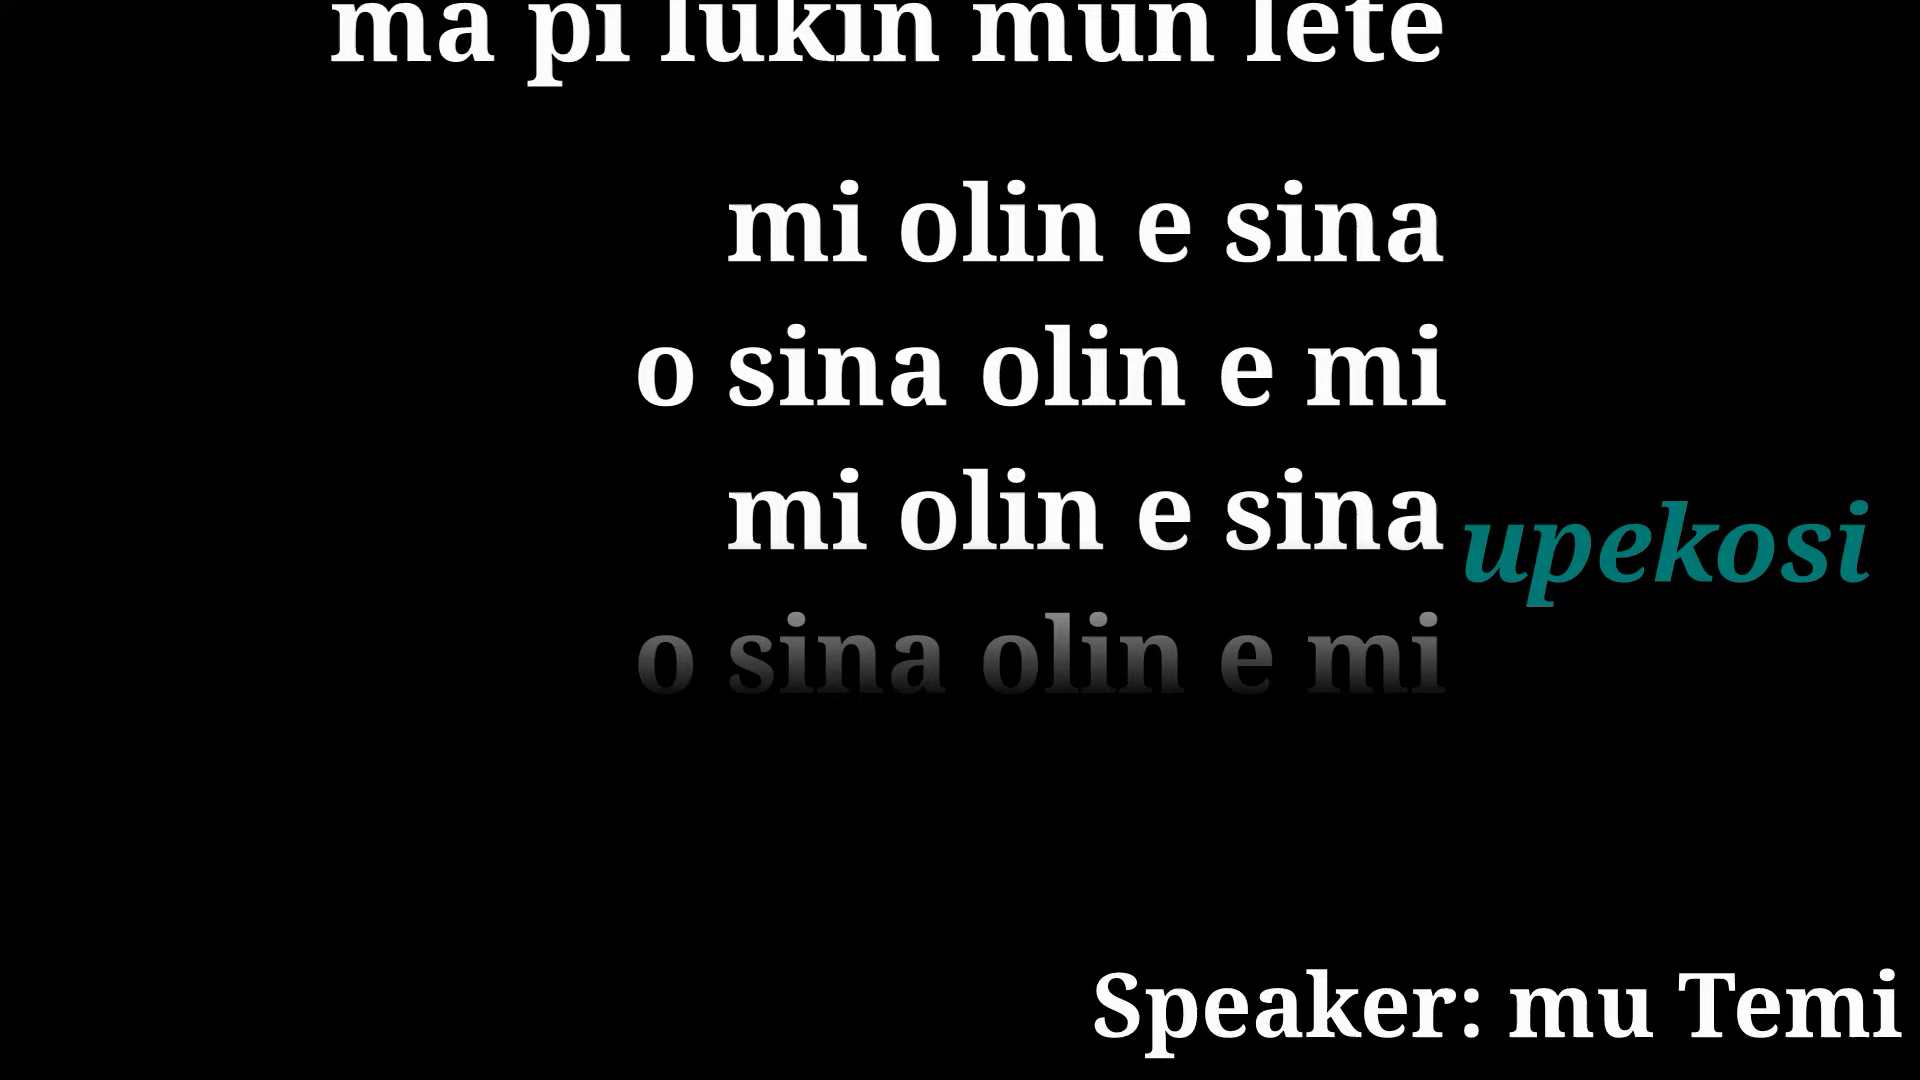 ma pi lukin mun lete
mi olin e sina
o sina olin e mi
mi olin e sina
upekosi
o sina olin e mi
Speaker: mu Temi